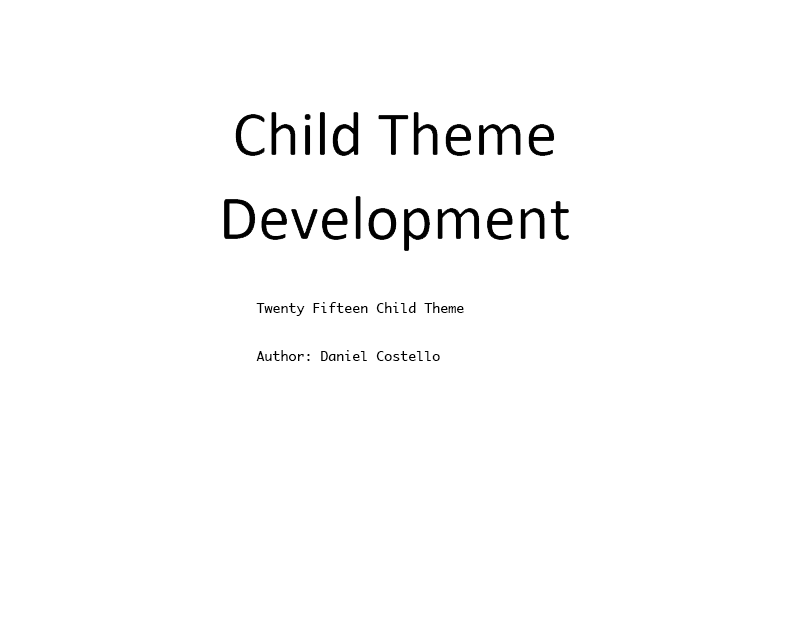 Child Theme
Development
Twenty Fifteen Child Theme
Author: Daniel Costello